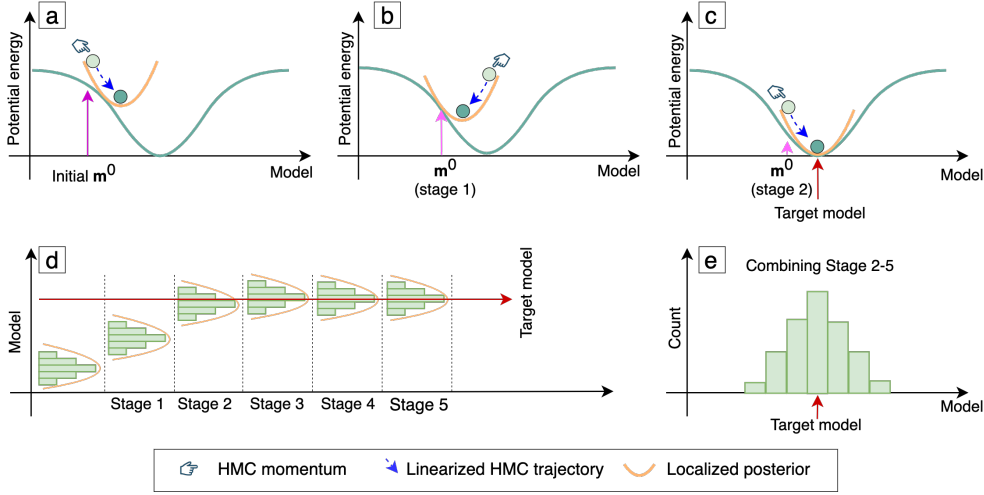 a
Potential energy
Initial m⁰
Model
b
Potential energy
m⁰
(stage 1)
Model
c
Potential energy
m⁰
(stage 2)
Model
Target model
d
Model
Stage 1
Stage 2
Stage 3
Stage 4
Stage 5
Target model
e
Combining Stage 2-5
Count
Model
Target model
HMC momentum
Linearized HMC trajectory
Localized posterior